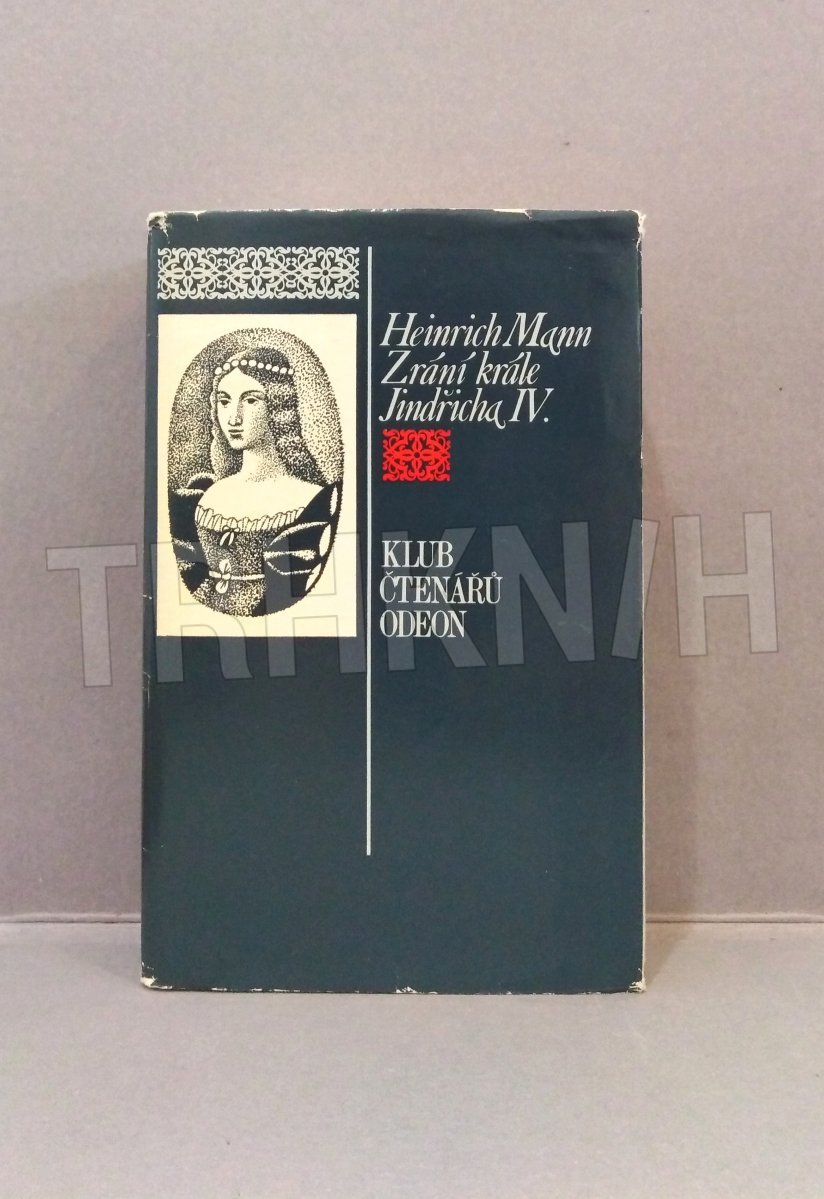 Heinrich Mann
Zrání krále
Jindřicha IV.
KLUB
ČTENÁŘŮ
ODEON
TRHKNIH